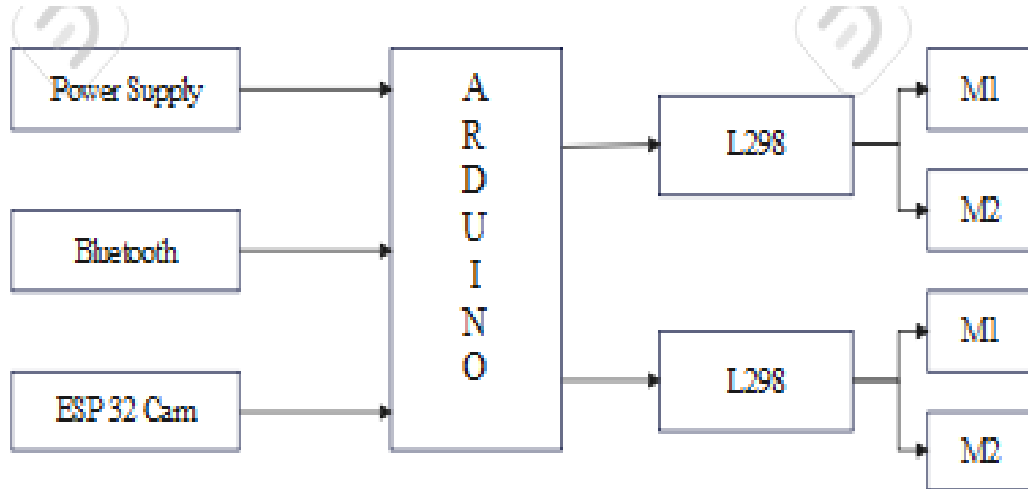 Power Supply
Bluetooth
ESP 32 Cam
A
R
D
U
I
N
O
L298
L298
M1
M2
M1
M2